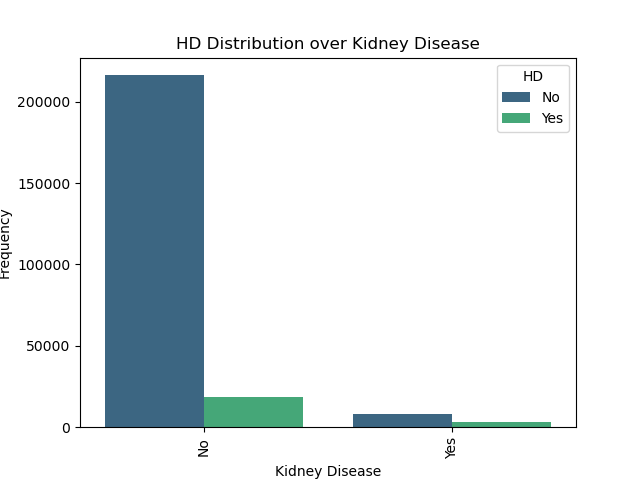 HD Distribution over Kidney Disease
HD
No
Yes
200000
150000
100000
50000
0
Frequency
No
Yes
Kidney Disease